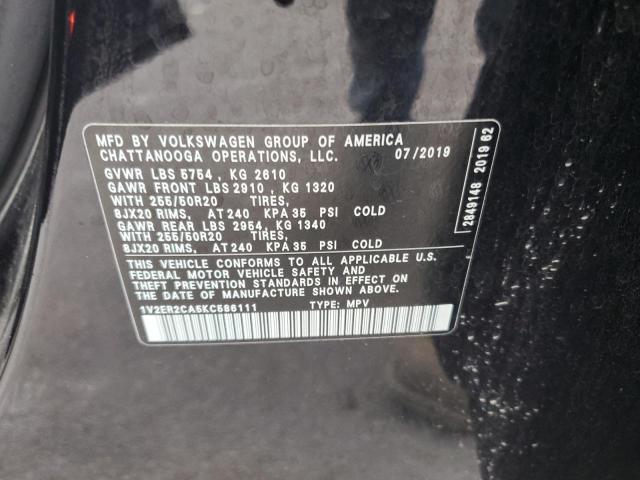 MFD BY VOLKSWAGEN GROUP OF AMERICA
CHATTANOOGA OPERATIONS, LLC. 07/2019
GVWR LBS 5754 , KG 2610
GAWR FRONT LBS 2910 , KG 1320
WITH 255/50R20 TIRES,
8JX20 RIMS, AT 240 KPA 35 PSI COLD
GAWR REAR LBS 2954, KG 1340
WITH 255/50R20 TIRES,
8JX20 RIMS, AT 240 KPA 35 PSI COLD
THIS VEHICLE CONFORMS TO ALL APPLICABLE U.S.
FEDERAL MOTOR VEHICLE SAFETY AND
THEFT PREVENTION STANDARDS IN EFFECT ON
THE DATE OF MANUFACTURE SHOWN ABOVE.
1V2ER2CA5KC586111 TYPE: MPV
2849148 2019 62